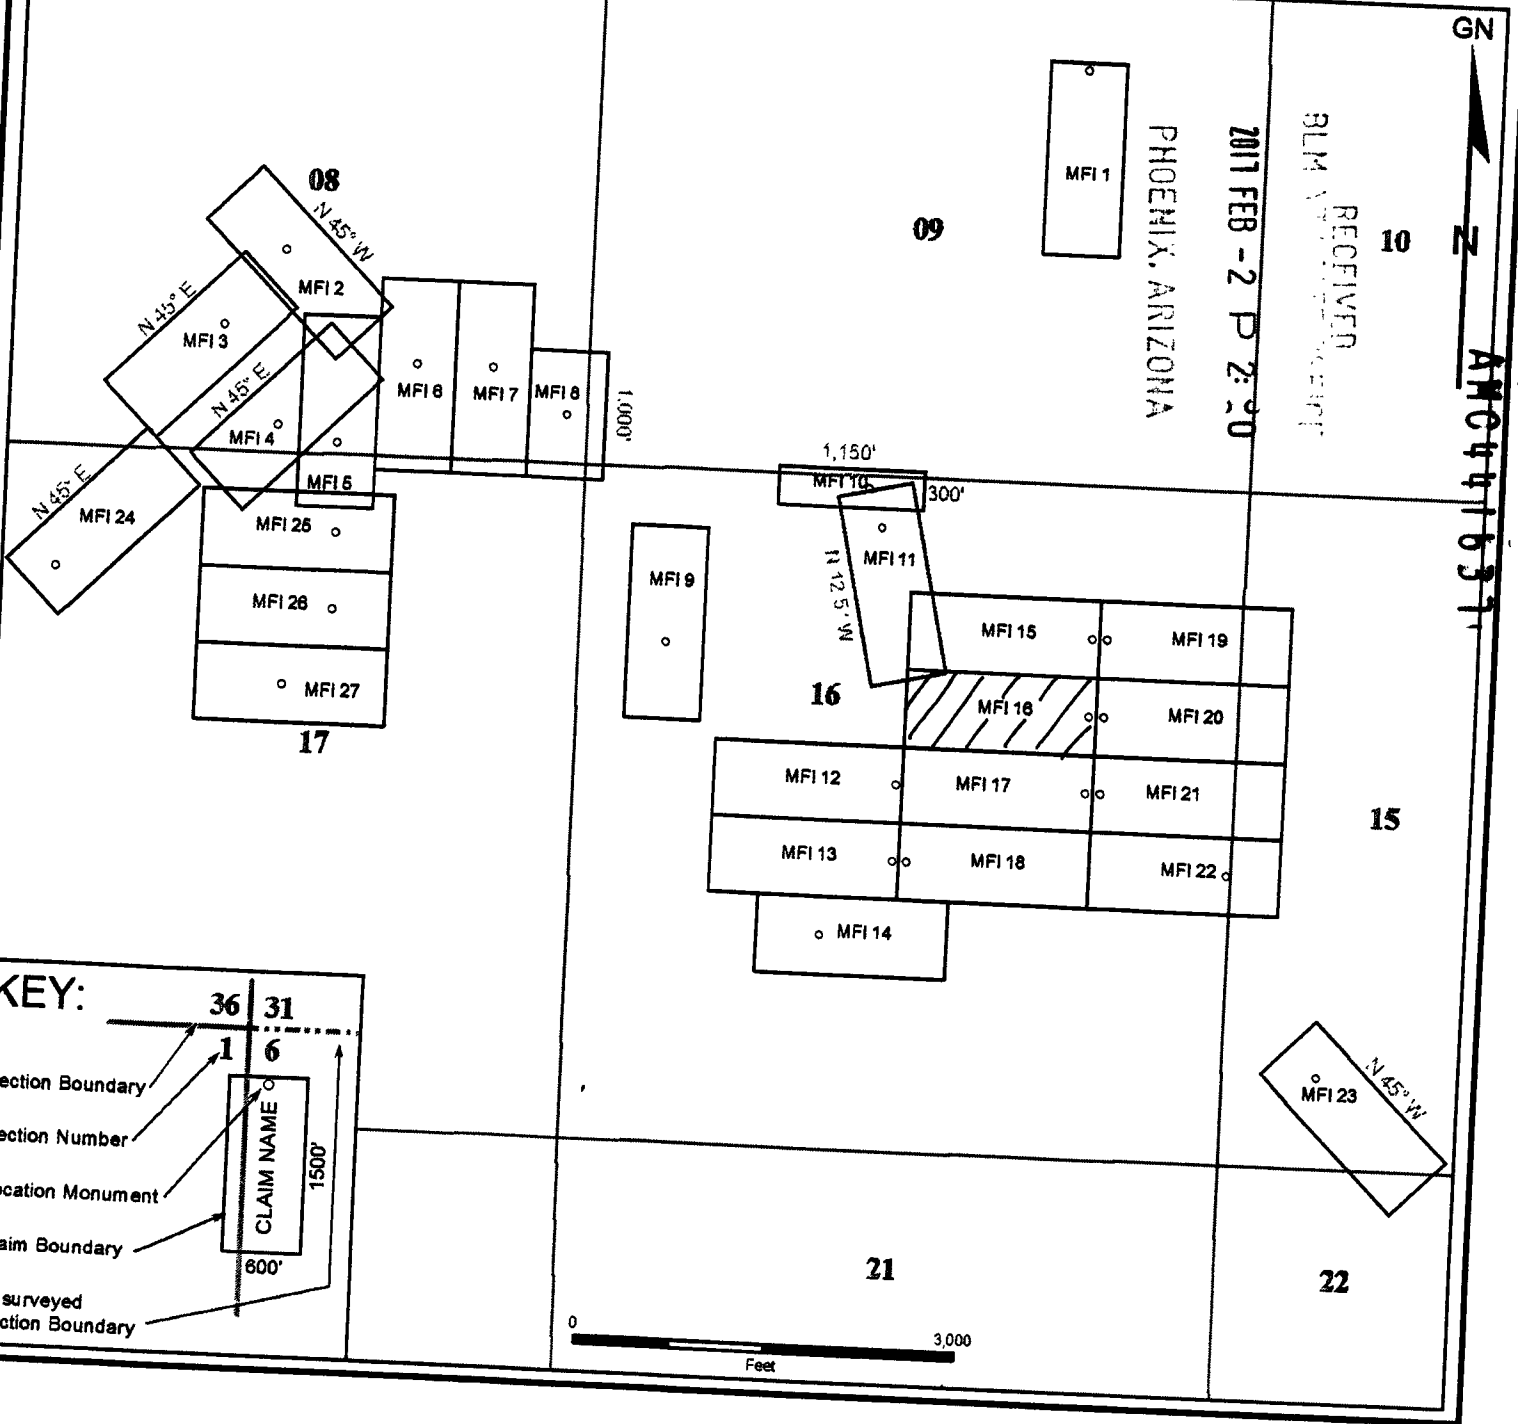 GN
N
08
09
10
MFI 1
PHOENIX, ARIZONA
2011 FEB - 2 P 2:
RECEIVED
AMC441637
N 45° W
MFI 2
N 45° E
MFI 3
N 45° E
MFI 4
MFI 5
MFI 6
MFI 7
MFI 8
1,000'
N 45° E
MFI 24
MFI 25
MFI 26
MFI 27
17
1,150'
MFI 10
300'
MFI 11
N 12.5° W
MFI 9
16
MFI 15
MFI 19
MFI 16
MFI 20
MFI 12
MFI 17
MFI 21
15
MFI 13
MFI 18
MFI 22
MFI 14
MFI 23
N 45° W
21
22
KEY:
36 31
1 6
ection Boundary
ection Number
ocation Monument
aim Boundary
surveyed
ction Boundary
CLAIM NAME
1500'
600'
0
3,000
Feet